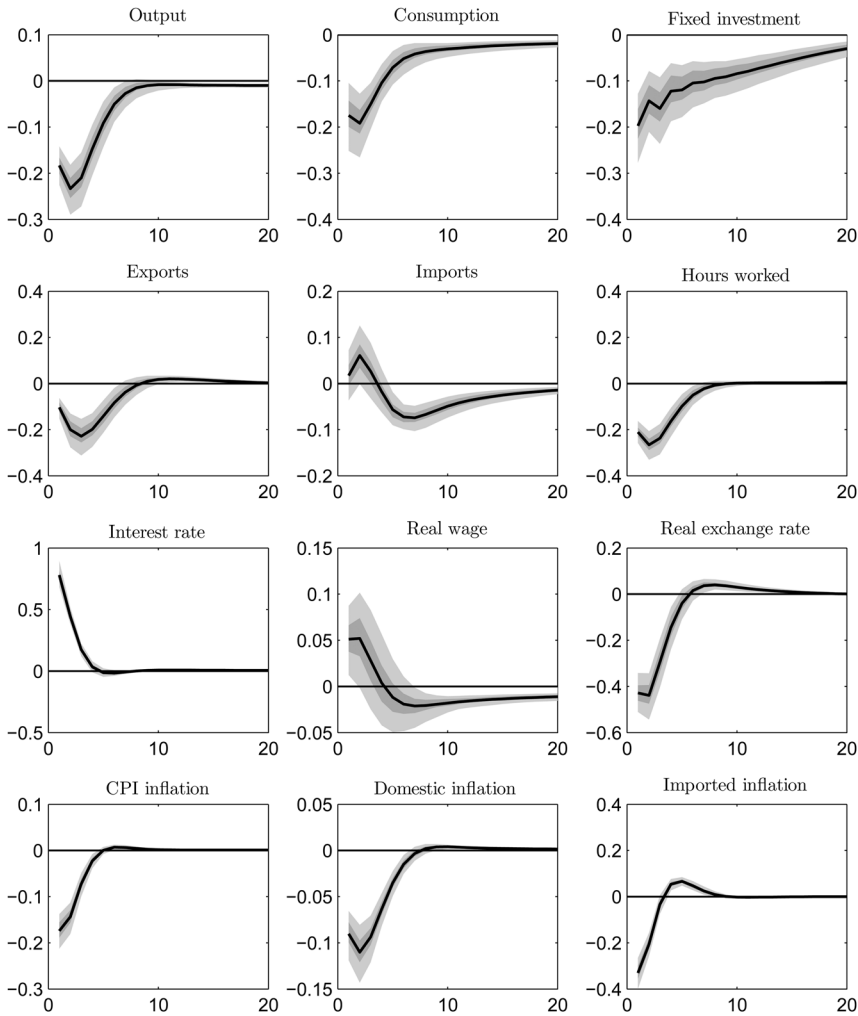 Output Consumption Fixed investment
0.1 0 0
0 −0.1 −0.1
−0.1 −0.2 −0.2
−0.2 −0.3 −0.3
−0.3 −0.4 −0.4
0 10 20 0 10 20 0 10 20
Exports Imports Hours worked
0.4 0.2 0.4
0.2 0.1 0.2
0 0 0
−0.2 −0.1 −0.2
−0.4 −0.2 −0.4
0 10 20 0 10 20 0 10 20
Interest rate Real wage Real exchange rate
1 0.15 0.2
0.1 0
0.5 0.05 −0.2
0 0 −0.4
−0.5 −0.05 −0.6
0 10 20 0 10 20 0 10 20
CPI inflation Domestic inflation Imported inflation
0.1 0.05 0.4
0 0 0.2
−0.1 −0.05 0
−0.2 −0.1 −0.2
−0.3 −0.15 −0.4
0 10 20 0 10 20 0 10 20